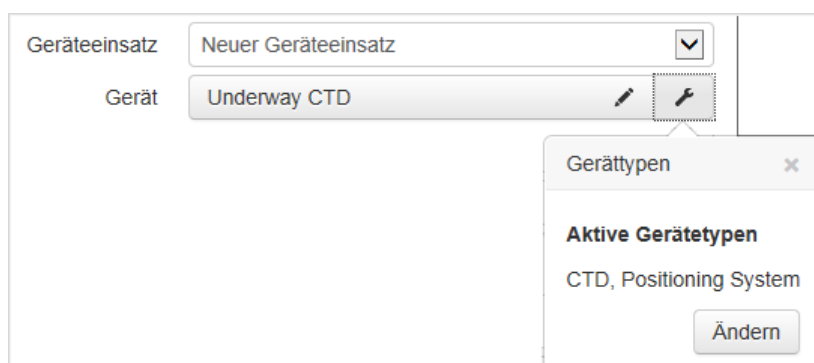 Geräteeinsatz Neuer Geräteeinsatz
Gerät Underway CTD
Gerättypen ×
Aktive Gerätetypen
CTD, Positioning System
Ändern